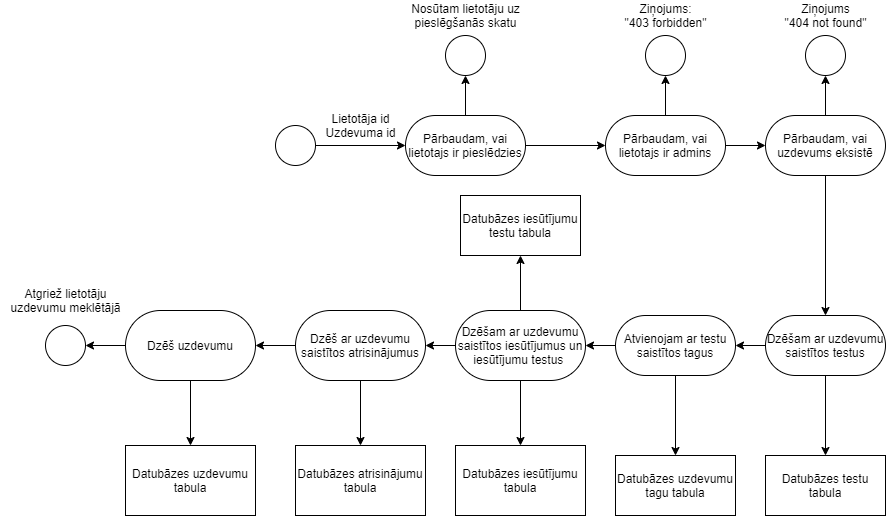 Nosūtam lietotāju uz
pieslēgšanās skatu
Ziņojums:
"403 forbidden"
Ziņojums
"404 not found"
Lietotāja id
Uzdevuma id
Pārbaudam, vai
lietotajs ir pieslēdzies
Pārbaudam, vai
lietotajs ir admins
Pārbaudam, vai
uzdevums eksistē
Datubāzes iesūtījumu
testu tabula
Atgriež lietotāju
uzdevumu meklētājā
Dzēš uzdevumu
Dzēš ar uzdevumu
saistītos atrisinājumus
Dzēšam ar uzdevumu
saistītos iesūtījumus un
iesūtījumu testus
Atvienojam ar testu
saistītos tagus
Dzēšam ar uzdevumu
saistītos testus
Datubāzes uzdevumu
tabula
Datubāzes atrisinājumu
tabula
Datubāzes iesūtījumu
tabula
Datubāzes uzdevumu
tagu tabula
Datubāzes testu
tabula